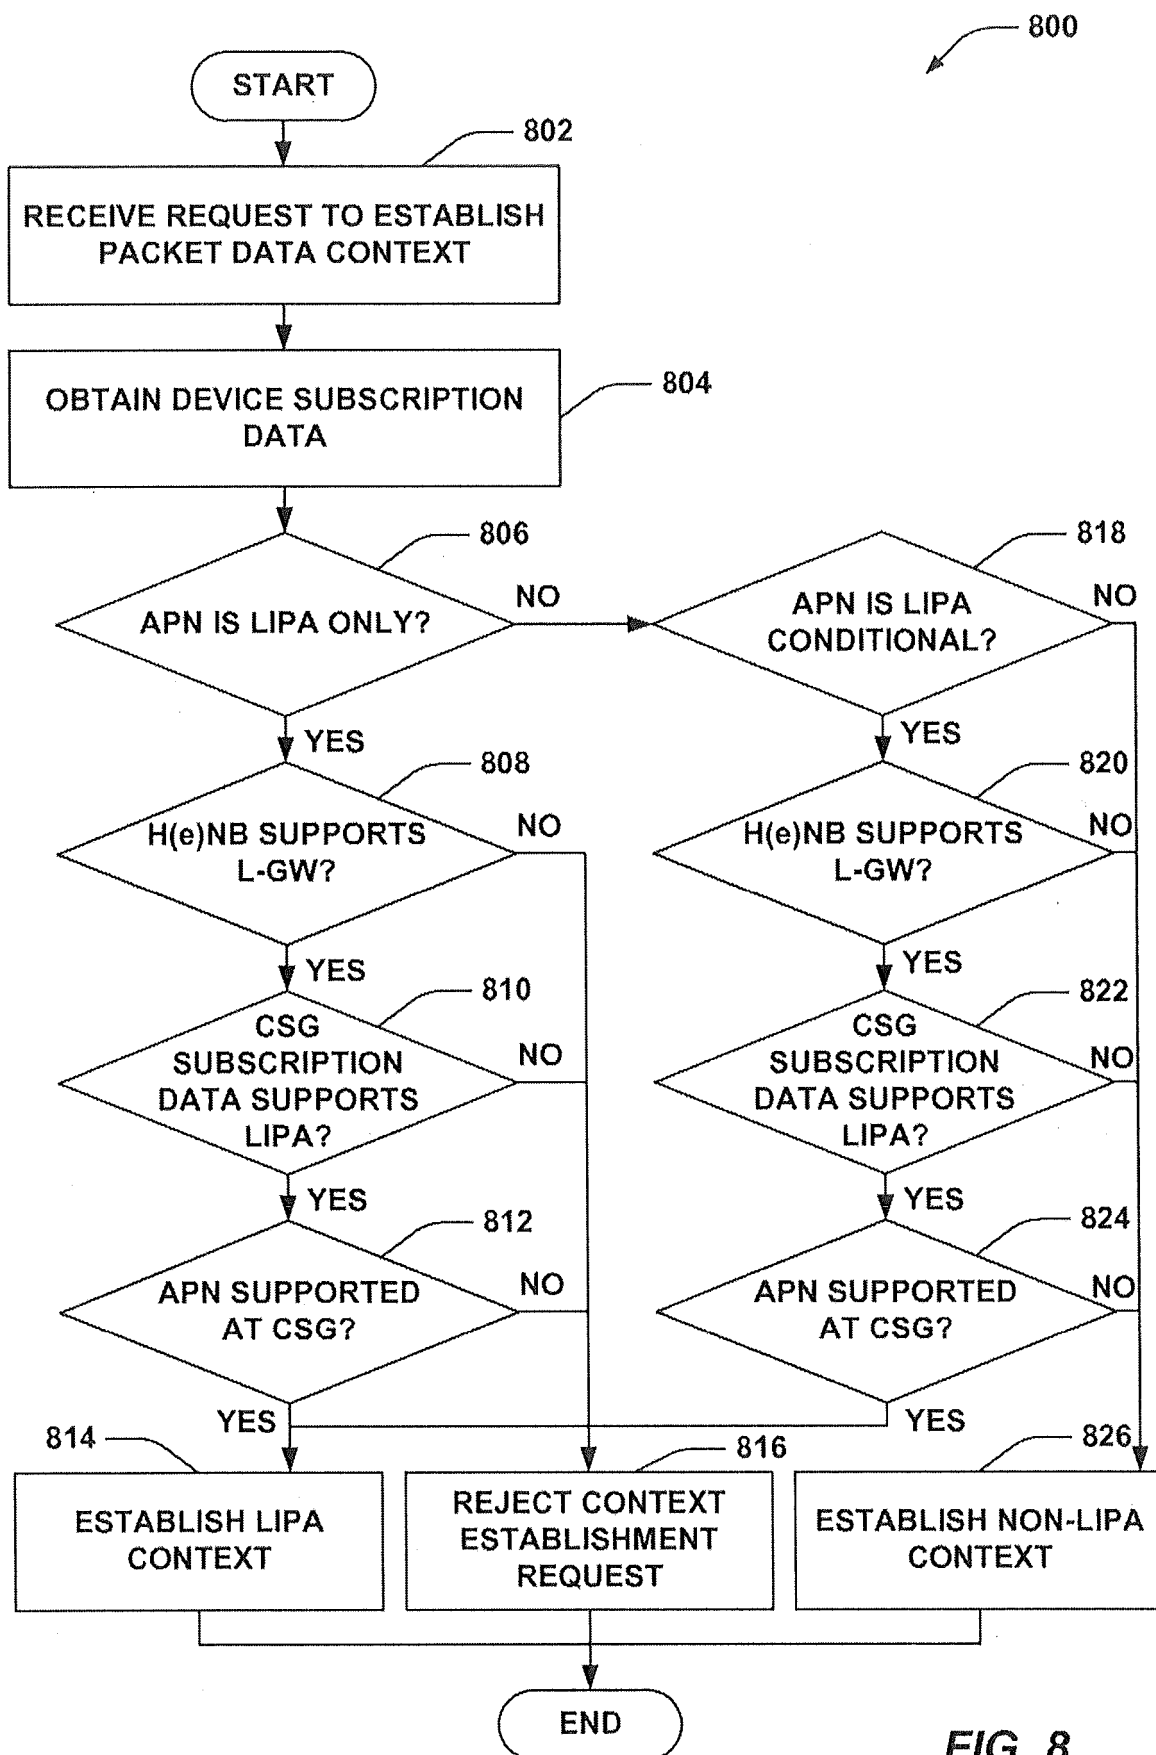 800
START
802
RECEIVE REQUEST TO ESTABLISH
PACKET DATA CONTEXT
804
OBTAIN DEVICE SUBSCRIPTION
DATA
806
APN IS LIPA ONLY?
NO
818
APN IS LIPA
CONDITIONAL?
NO
YES
YES
808
H(e)NB SUPPORTS
L-GW?
NO
820
H(e)NB SUPPORTS
L-GW?
NO
YES
YES
810
CSG
SUBSCRIPTION
DATA SUPPORTS
LIPA?
NO
822
CSG
SUBSCRIPTION
DATA SUPPORTS
LIPA?
NO
YES
YES
812
APN SUPPORTED
AT CSG?
NO
824
APN SUPPORTED
AT CSG?
NO
YES
YES
814
ESTABLISH LIPA
CONTEXT
816
REJECT CONTEXT
ESTABLISHMENT
REQUEST
826
ESTABLISH NON-LIPA
CONTEXT
END
FIG. 8